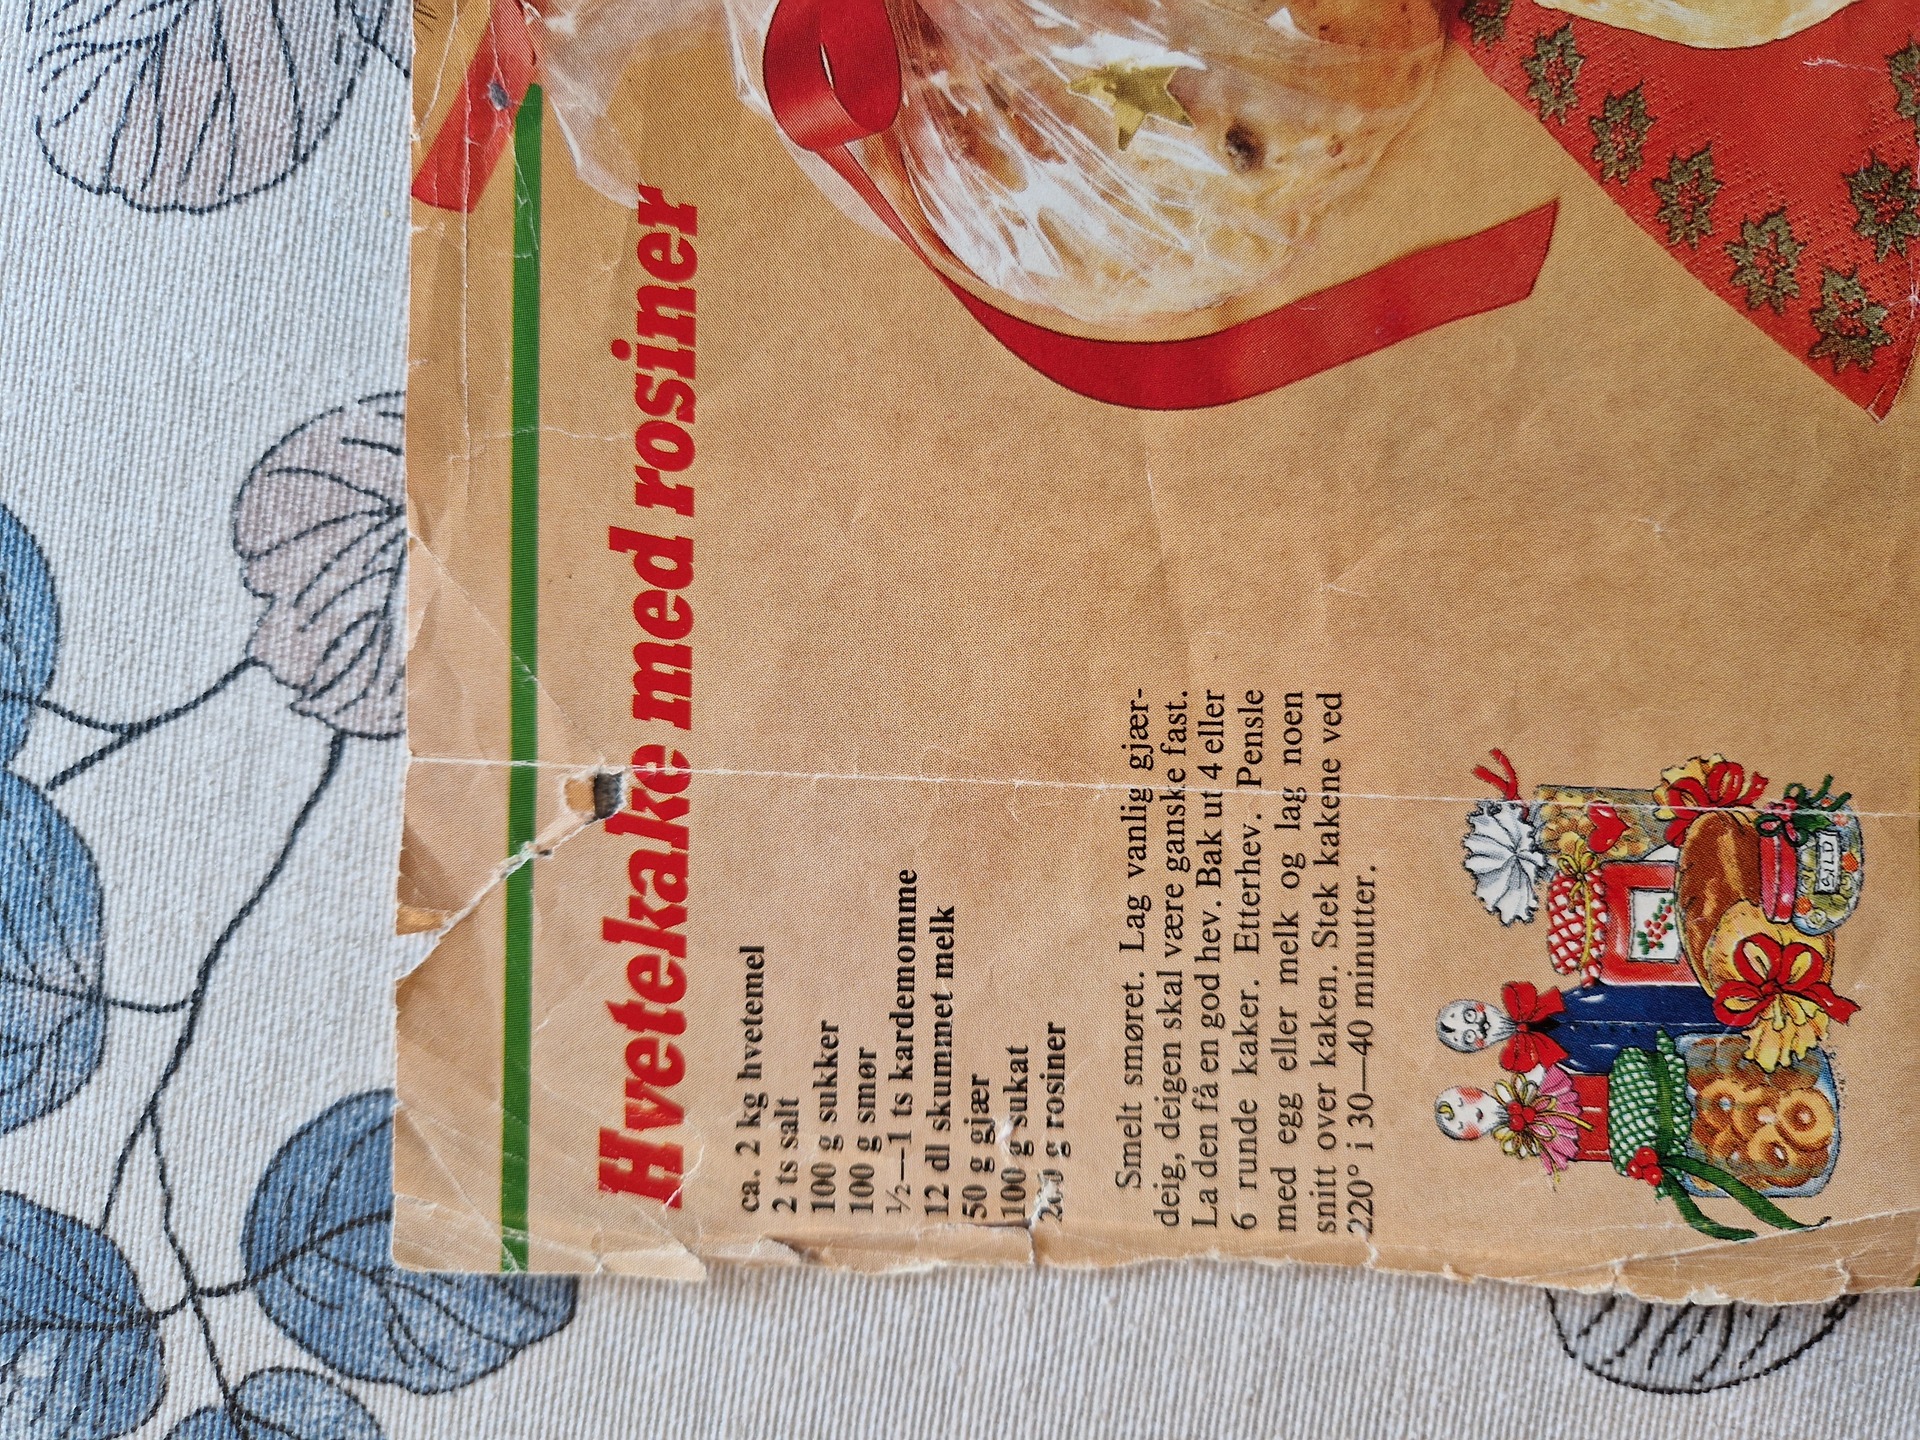 Hvetekake med rosiner
ca. 2 kg hvetemel
2 ts salt
100 g sukker
100 g smør
½—1 ts kardemomme
12 dl skummet melk
50 g gjær
100 g sukat
200 g rosiner
Smelt smøret. Lag vanlig gjær-
deig, deigen skal være ganske fast.
La den få en god hev. Bak ut 4 eller
6 runde kaker. Etterhev. Pensle
med egg eller melk og lag noen
snitt over kaken. Stek kakene ved
220° i 30—40 minutter.
SILD